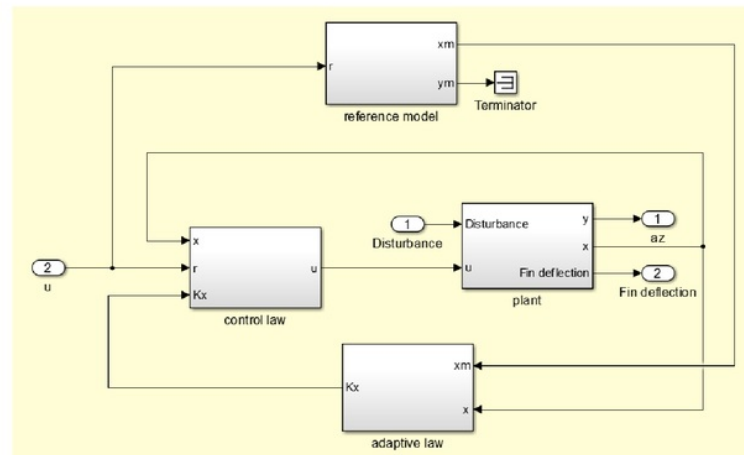 xm
r
ym
Terminator
reference model
1
Disturbance
Disturbance
y
1
az
x
x
2
u
r
u
u
Fin deflection
2
Fin deflection
Kx
control law
plant
xm
Kx
x
adaptive law